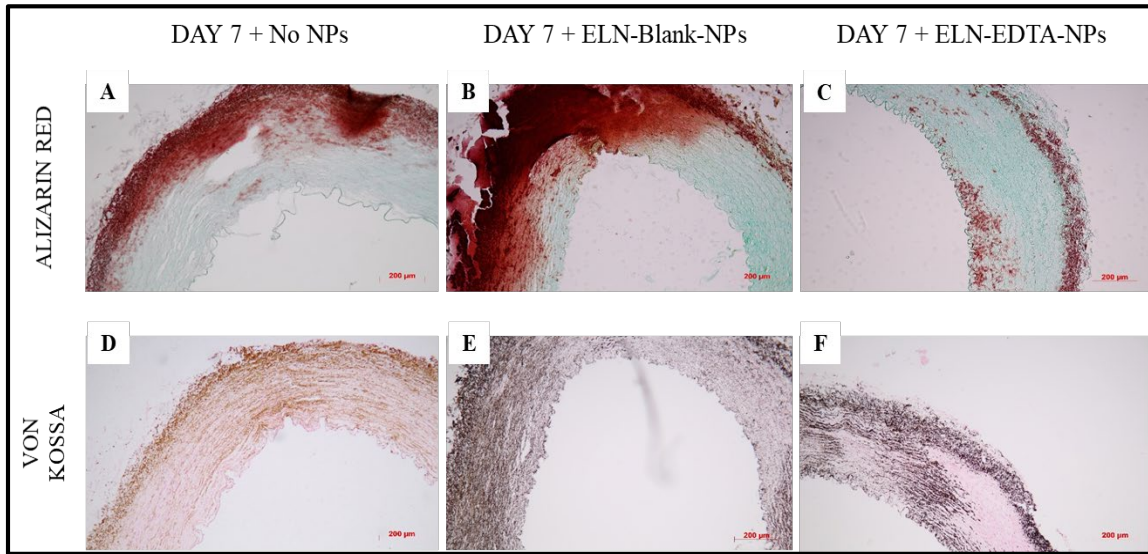 DAY 7 + No NPs
DAY 7 + ELN-Blank-NPs
DAY 7 + ELN-EDTA-NPs
ALIZARIN RED
A
200 µm
B
200 µm
C
200 µm
VON
KOSSA
D
200 µm
E
200 µm
F
200 µm